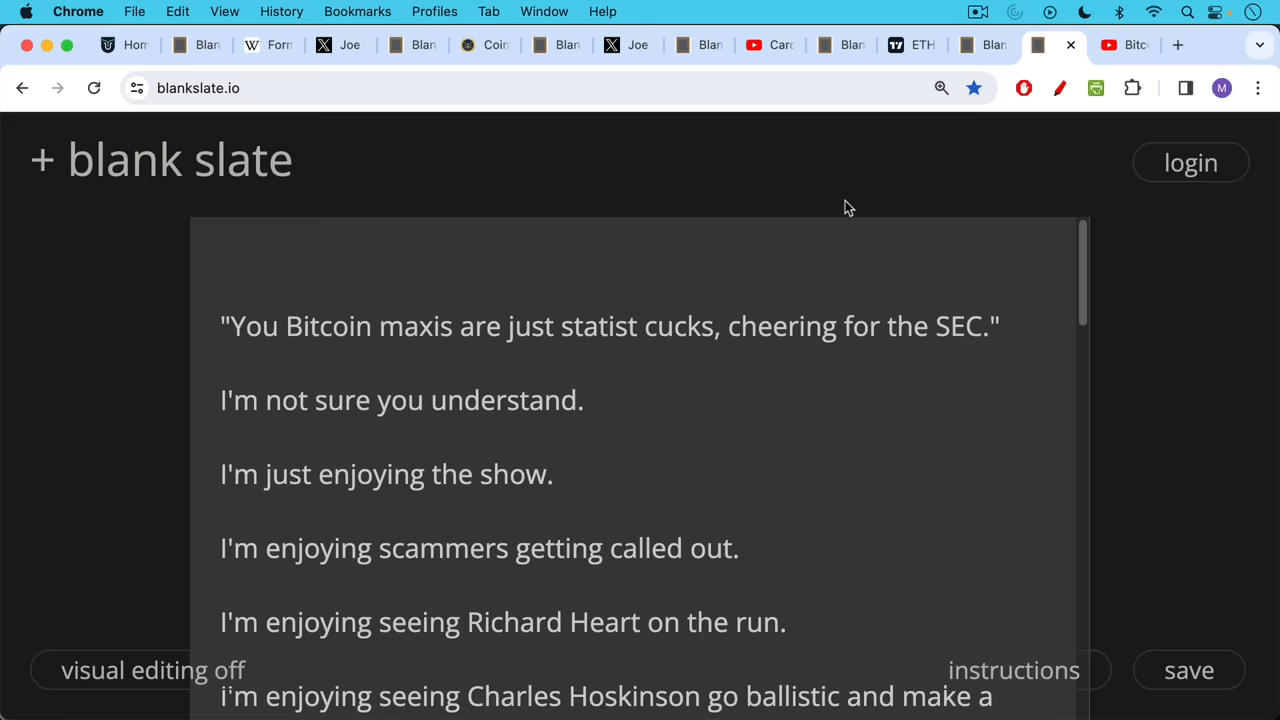 Chrome File Edit View History Bookmarks Profiles Tab Window Help
Hon Blan W Forn X Joe Blan Coin Blan X Joe Blan Carc Blan ETH Blan Bitc
blankslate.io
M
+ blank slate
login
"You Bitcoin maxis are just statist cucks, cheering for the SEC."
I'm not sure you understand.
I'm just enjoying the show.
I'm enjoying scammers getting called out.
I'm enjoying seeing Richard Heart on the run.
visual editing off
instructions
save
I'm enjoying seeing Charles Hoskinson go ballistic and make a